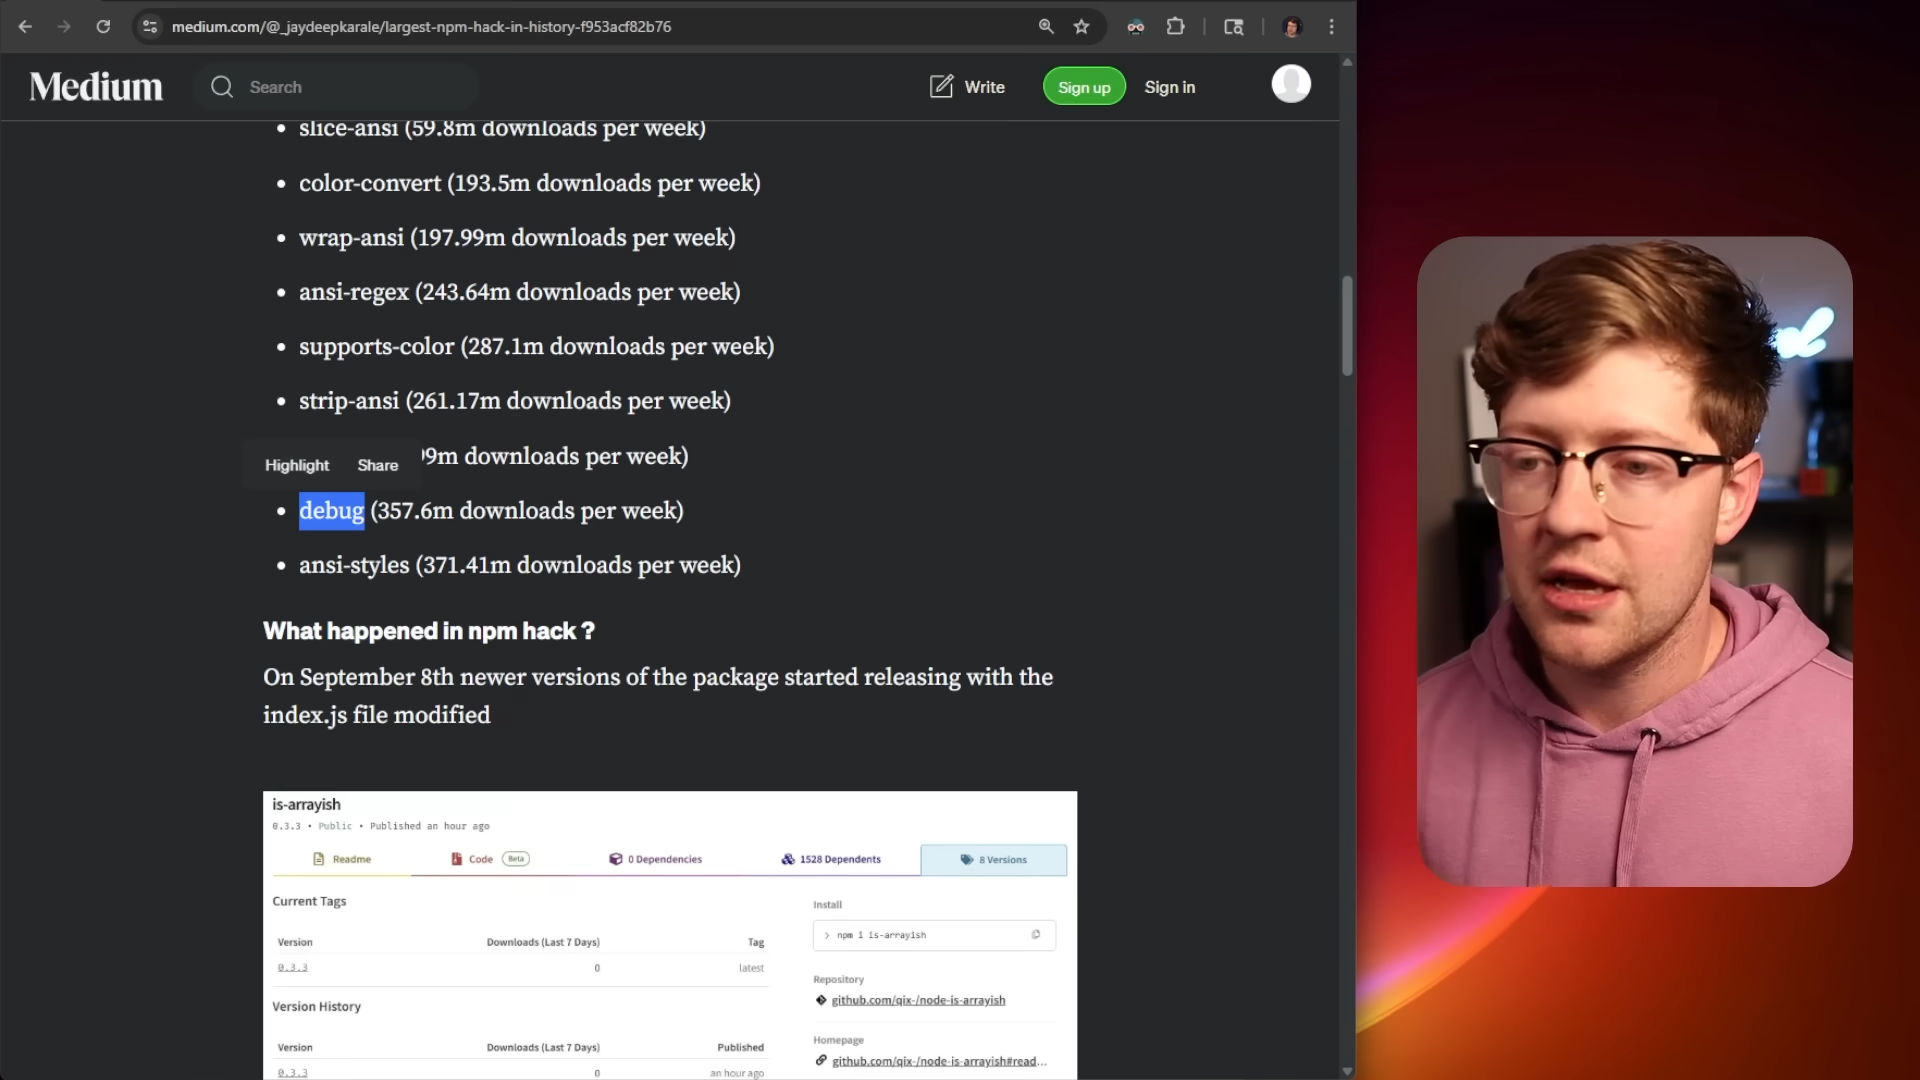 medium.com/@_jaydeepkarale/largest-npm-hack-in-history-f953acf82b76
Medium
Search
Write
Sign up
Sign in
slice-ansi (59.8m downloads per week)
color-convert (193.5m downloads per week)
wrap-ansi (197.99m downloads per week)
ansi-regex (243.64m downloads per week)
supports-color (287.1m downloads per week)
strip-ansi (261.17m downloads per week)
Highlight Share 99m downloads per week)
debug (357.6m downloads per week)
ansi-styles (371.41m downloads per week)
What happened in npm hack ?
On September 8th newer versions of the package started releasing with the
index.js file modified
is-arrayish
0.3.3 • Public • Published an hour ago
Readme
Code Beta
0 Dependencies
1528 Dependents
8 Versions
Current Tags
Version Downloads (Last 7 Days) Tag
0.3.3 0 latest
Version History
Version Downloads (Last 7 Days) Published
0.3.3 0 an hour ago
Install
> npm i is-arrayish
Repository
github.com/qix-/node-is-arrayish
Homepage
github.com/qix-/node-is-arrayish#read...